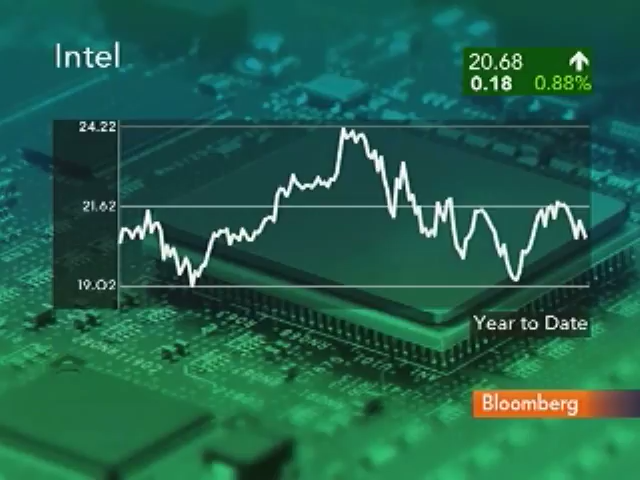 Intel
20.68
0.18 0.88%
24.22
21.62
19.02
Year to Date
Bloomberg